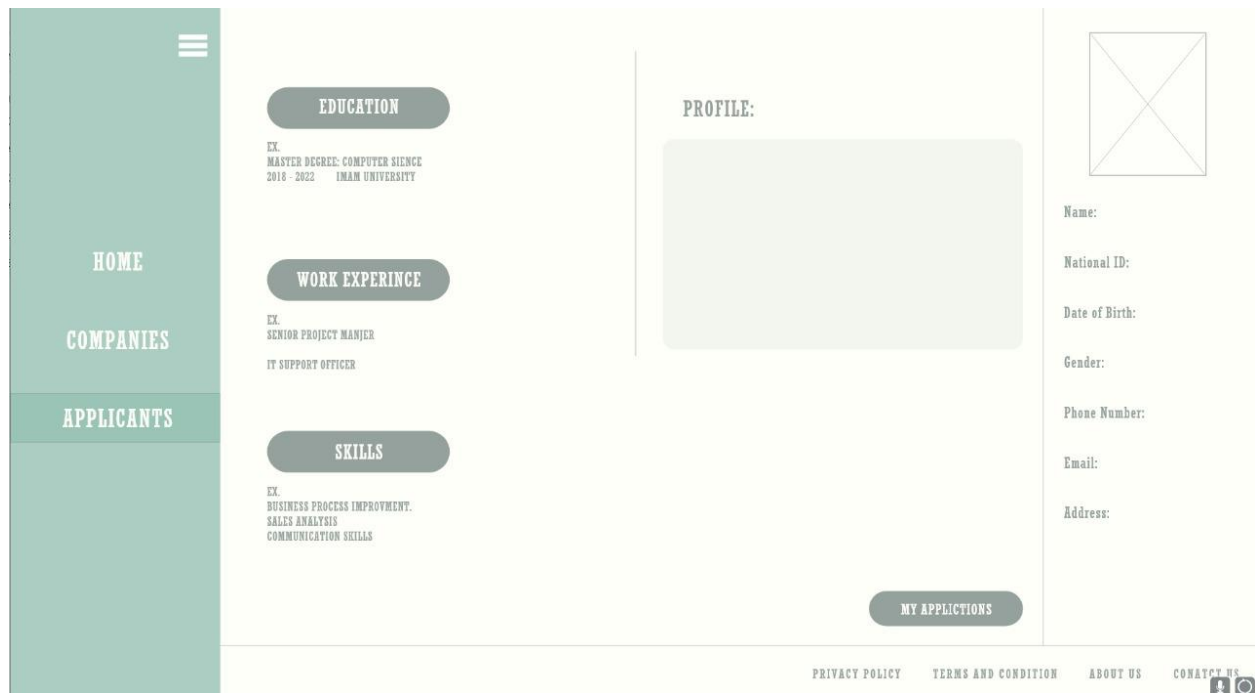 HOME
COMPANIES
APPLICANTS
EDUCATION
EX.
MASTER DEGREE: COMPUTER SIENCE
2018 - 2022 IMAM UNIVERSITY
WORK EXPERINCE
EX.
SENIOR PROJECT MANJER
IT SUPPORT OFFICER
SKILLS
EX.
BUSINESS PROCESS IMPROVMENT.
SALES ANALYSIS
COMMUNICATION SKILLS
PROFILE:
MY APPLICTIONS
Name:
National ID:
Date of Birth:
Gender:
Phone Number:
Email:
Address:
PRIVACY POLICY TERMS AND CONDITION ABOUT US CONATCT US